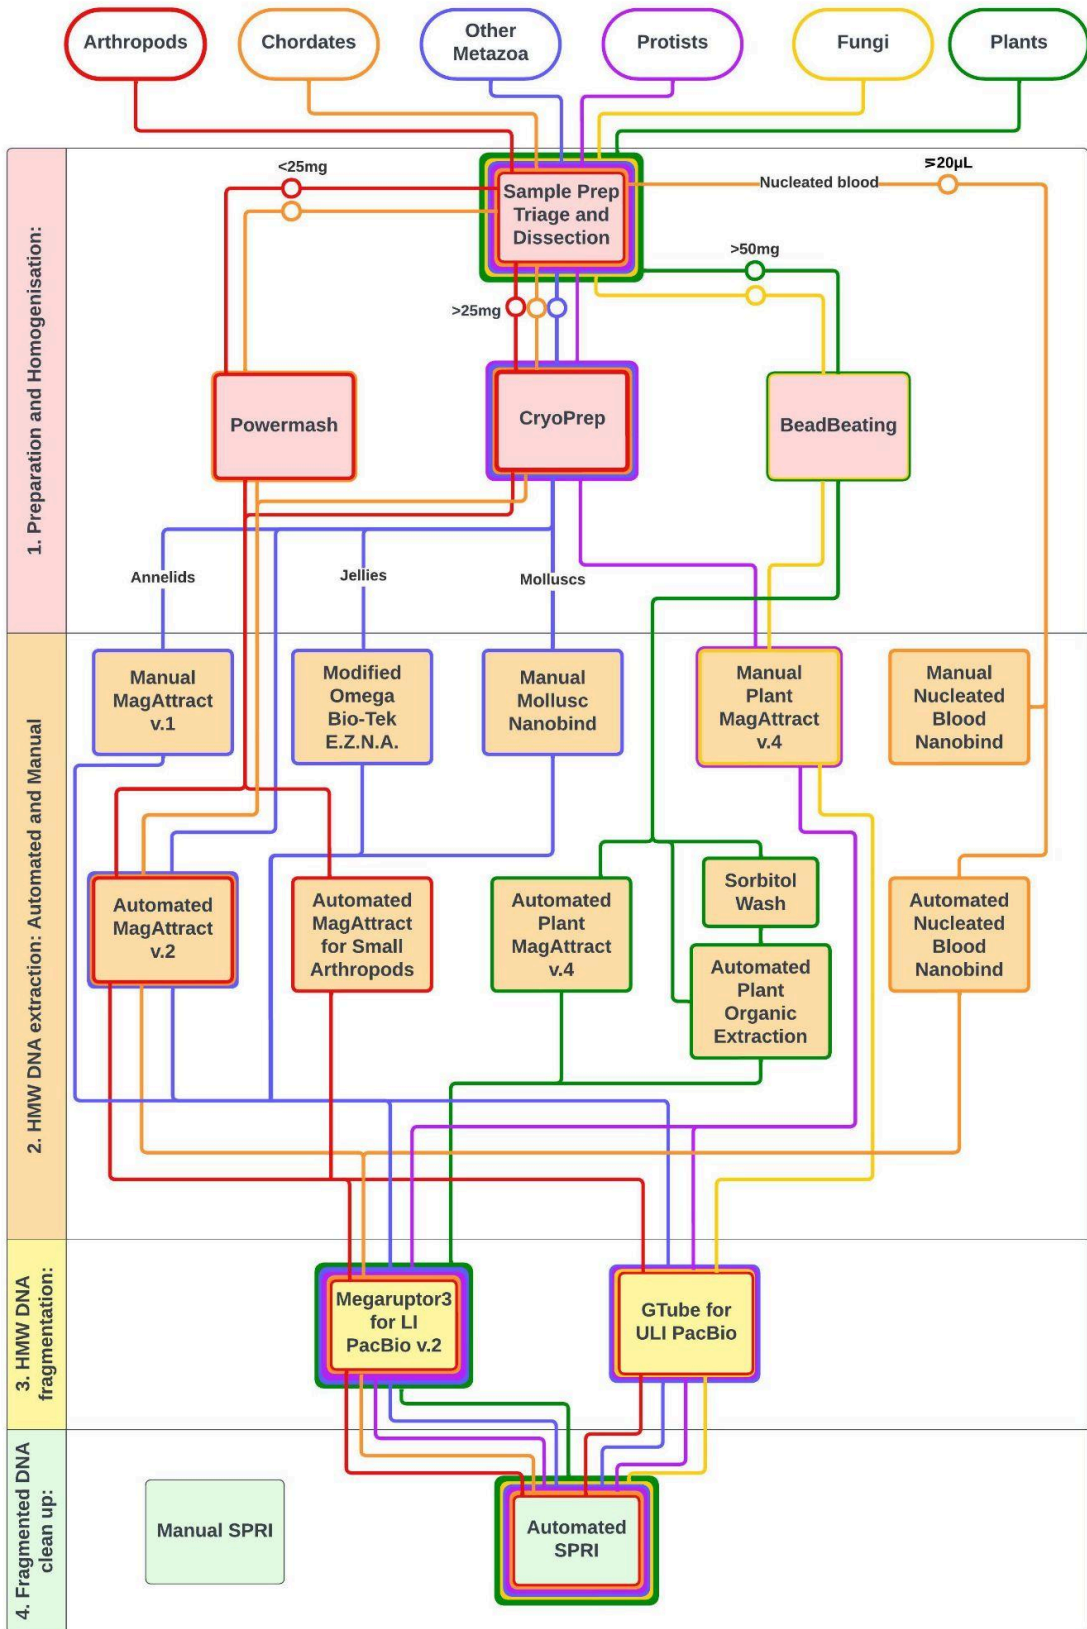 Arthropods
Chordates
Other
Metazoa
Protists
Fungi
Plants
1. Preparation and Homogenisation:
<25mg
Sample Prep
Triage and
Dissection
Nucleated blood
⋝20µL
>50mg
>25mg
Powermash
CryoPrep
BeadBeating
Annelids
Jellies
Molluscs
2. HMW DNA extraction: Automated and Manual
Manual
MagAttract
v.1
Modified
Omega
Bio-Tek
E.Z.N.A.
Manual
Mollusc
Nanobind
Manual
Plant
MagAttract
v.4
Manual
Nucleated
Blood
Nanobind
Automated
MagAttract
v.2
Automated
MagAttract
for Small
Arthropods
Automated
Plant
MagAttract
v.4
Sorbitol
Wash
Automated
Plant
Organic
Extraction
Automated
Nucleated
Blood
Nanobind
3. HMW DNA
fragmentation:
Megaruptor3
for LI
PacBio v.2
GTube for
ULI PacBio
4. Fragmented DNA
clean up:
Manual SPRI
Automated
SPRI